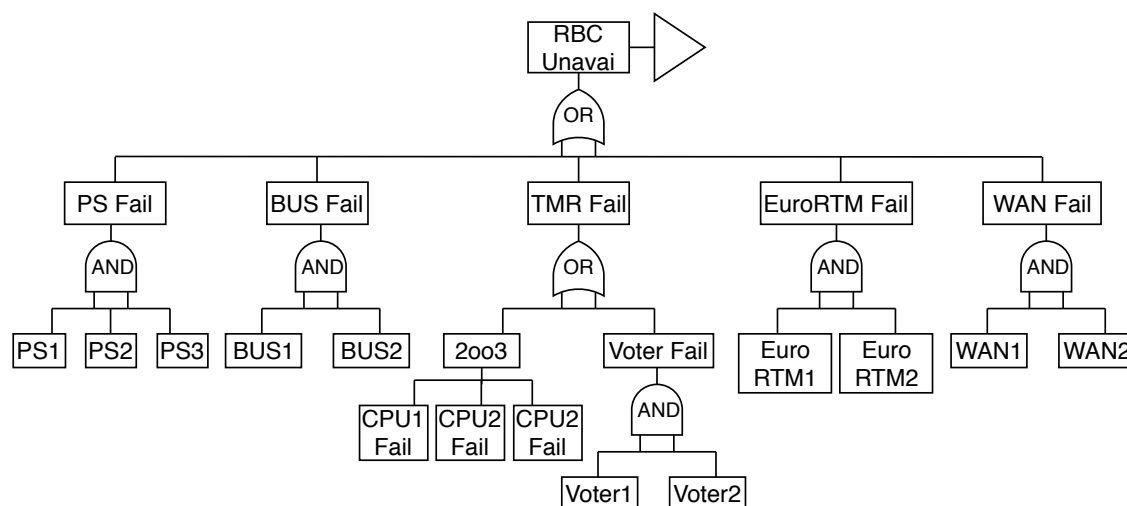 RBC
Unavai
OR
PS Fail
BUS Fail
TMR Fail
EuroRTM Fail
WAN Fail
AND
AND
OR
AND
AND
PS1
PS2
PS3
BUS1
BUS2
2oo3
Voter Fail
Euro
RTM1
Euro
RTM2
WAN1
WAN2
CPU1
Fail
CPU2
Fail
CPU2
Fail
AND
Voter1
Voter2